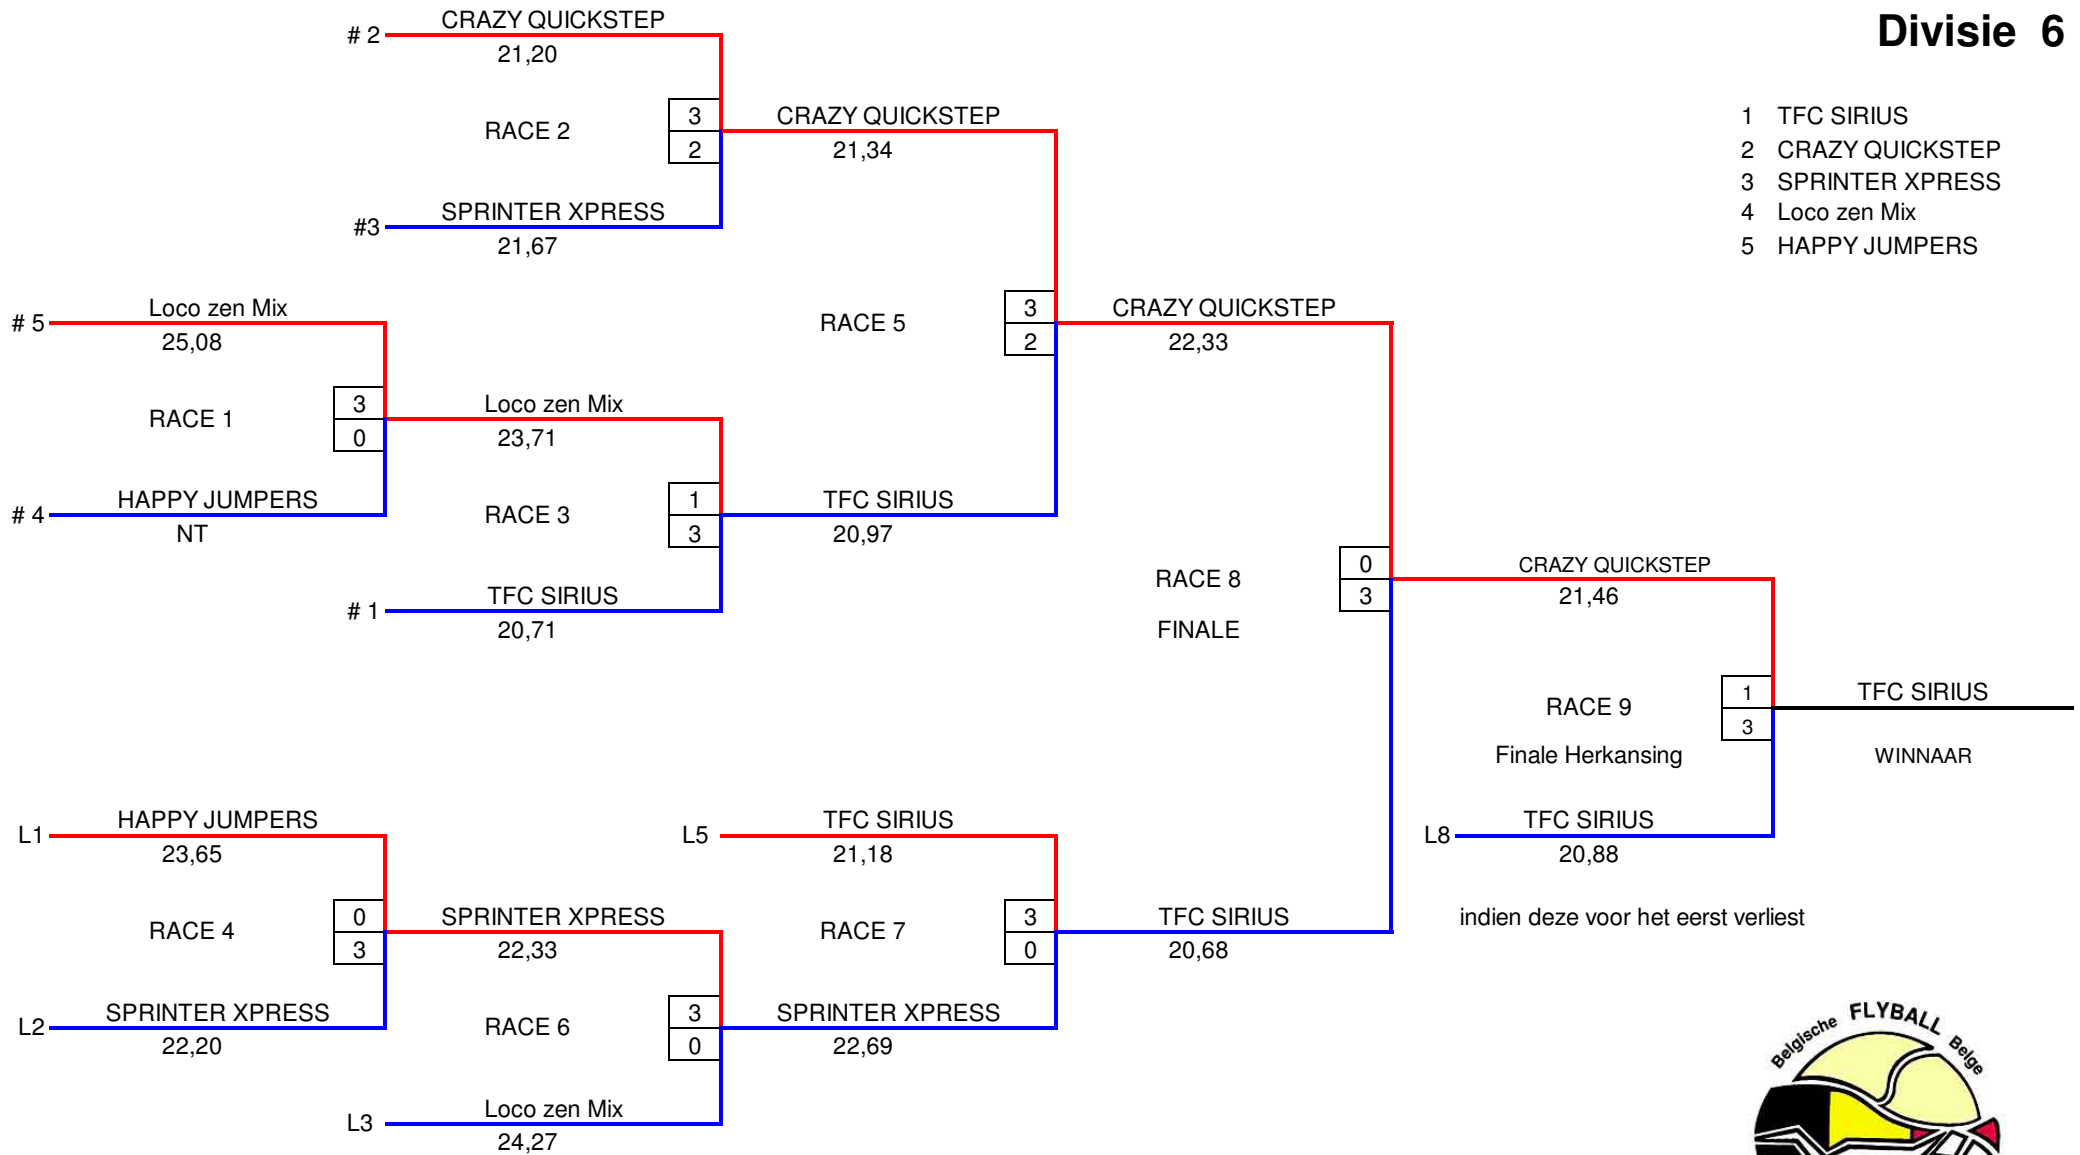 Divisie 6
1 TFC SIRIUS
2 CRAZY QUICKSTEP
3 SPRINTER XPRESS
4 Loco zen Mix
5 HAPPY JUMPERS
# 2 CRAZY QUICKSTEP
21,20
RACE 2
3
2
#3 SPRINTER XPRESS
21,67
# 5 Loco zen Mix
25,08
RACE 1
3
0
# 4 HAPPY JUMPERS
NT
Loco zen Mix
23,71
RACE 3
1
3
# 1 TFC SIRIUS
20,71
CRAZY QUICKSTEP
21,34
RACE 5
3
2
TFC SIRIUS
20,97
CRAZY QUICKSTEP
22,33
RACE 8
FINALE
0
3
CRAZY QUICKSTEP
21,46
RACE 9
Finale Herkansing
1
3
TFC SIRIUS
WINNAAR
L8 TFC SIRIUS
20,88
indien deze voor het eerst verliest
L1 HAPPY JUMPERS
23,65
RACE 4
0
3
L2 SPRINTER XPRESS
22,20
SPRINTER XPRESS
22,33
RACE 6
3
0
L3 Loco zen Mix
24,27
L5 TFC SIRIUS
21,18
RACE 7
3
0
SPRINTER XPRESS
22,69
TFC SIRIUS
20,68
Belgische FLYBALL Belge